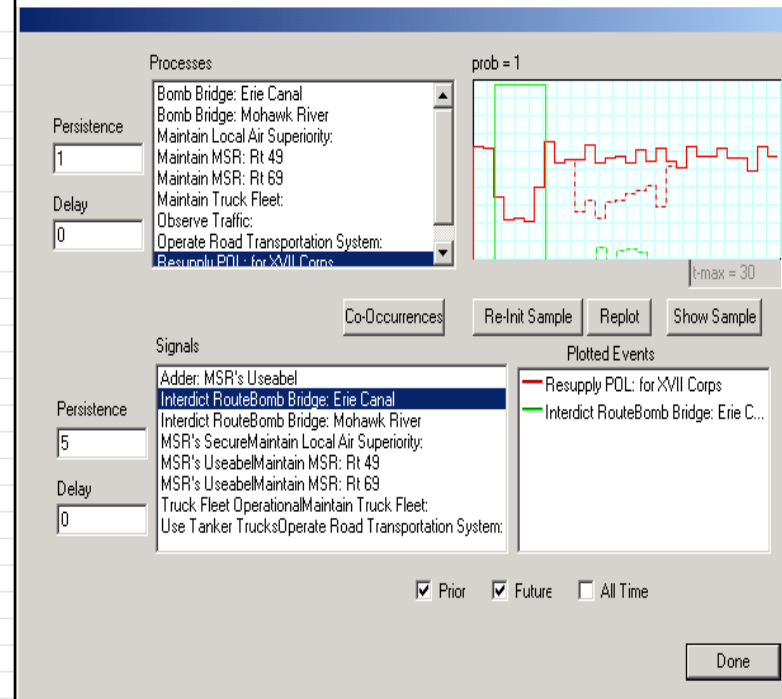 Processes
prob = 1
Persistence
1
Delay
0
Bomb Bridge: Erie Canal
Bomb Bridge: Mohawk River
Maintain Local Air Superiority:
Maintain MSR: Rt 49
Maintain MSR: Rt 69
Maintain Truck Fleet:
Observe Traffic:
Operate Road Transportation System:
Resupply POL: for XVII Corps
t-max = 30
Co-Occurrences
Re-Init Sample
Replot
Show Sample
Signals
Plotted Events
Persistence
5
Delay
0
Adder: MSR's Useabel
Interdict RouteBomb Bridge: Erie Canal
Interdict RouteBomb Bridge: Mohawk River
MSR's SecureMaintain Local Air Superiority:
MSR's UseabelMaintain MSR: Rt 49
MSR's UseabelMaintain MSR: Rt 69
Truck Fleet OperationalMaintain Truck Fleet:
Use Tanker TrucksOperate Road Transportation System:
Resupply POL: for XVII Corps
Interdict RouteBomb Bridge: Erie C...
Prior
Future
All Time
Done